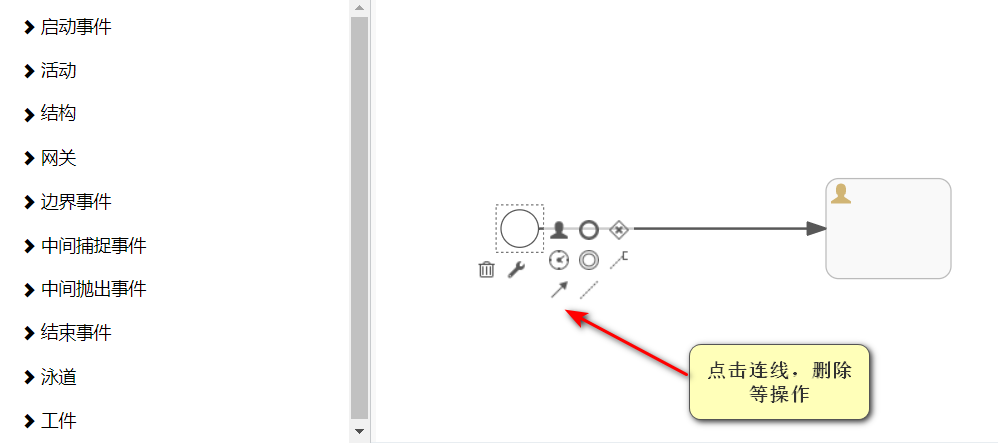 启动事件
活动
结构
网关
边界事件
中间捕捉事件
中间抛出事件
结束事件
泳道
工件
点击连线，删除
等操作